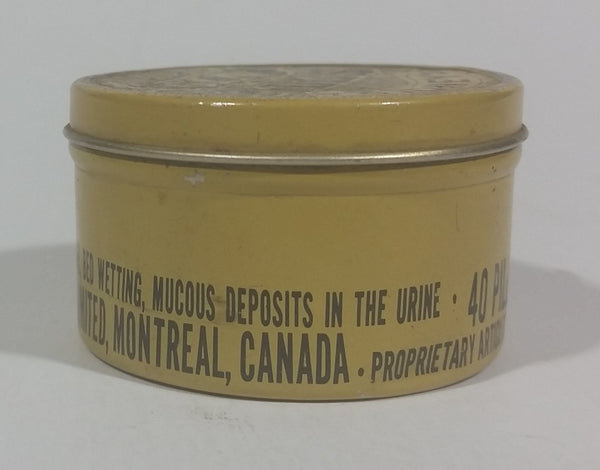 BED WETTING, MUCOUS DEPOSITS IN THE URINE · 40
MONTREAL, CANADA · PROPRIETARY